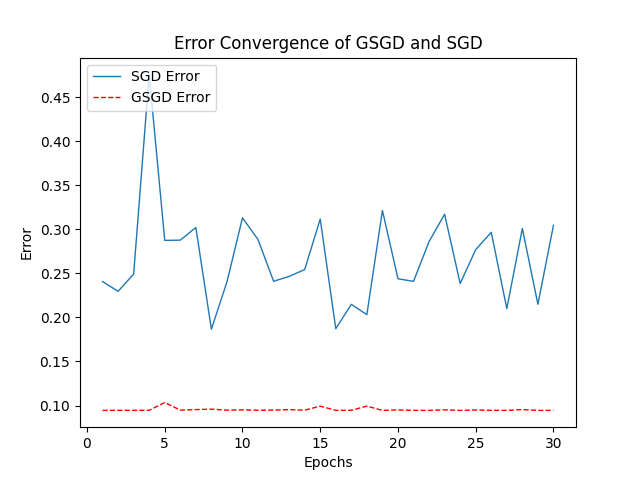 Error Convergence of GSGD and SGD
SGD Error
GSGD Error
0.45
0.40
0.35
0.30
0.25
0.20
0.15
0.10
Error
0 5 10 15 20 25 30
Epochs